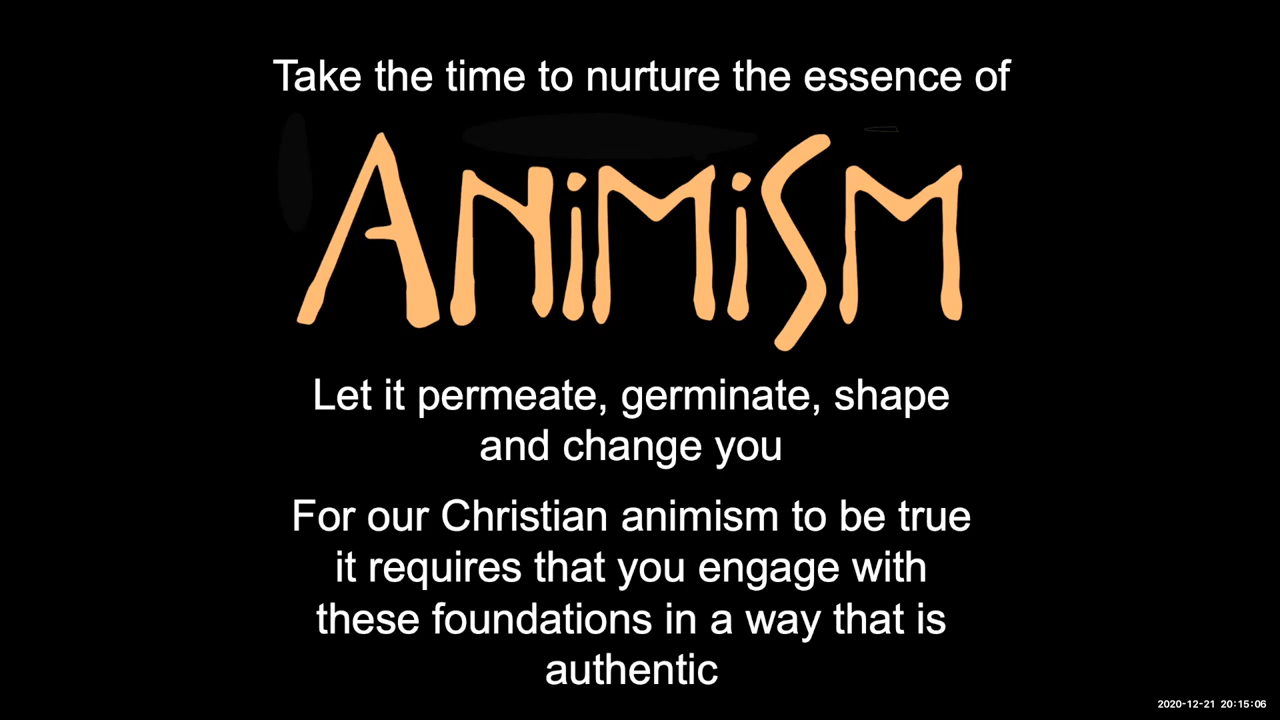 Take the time to nurture the essence of
ANiMiSM
Let it permeate, germinate, shape
and change you
For our Christian animism to be true
it requires that you engage with
these foundations in a way that is
authentic
2020-12-21 20:15:06